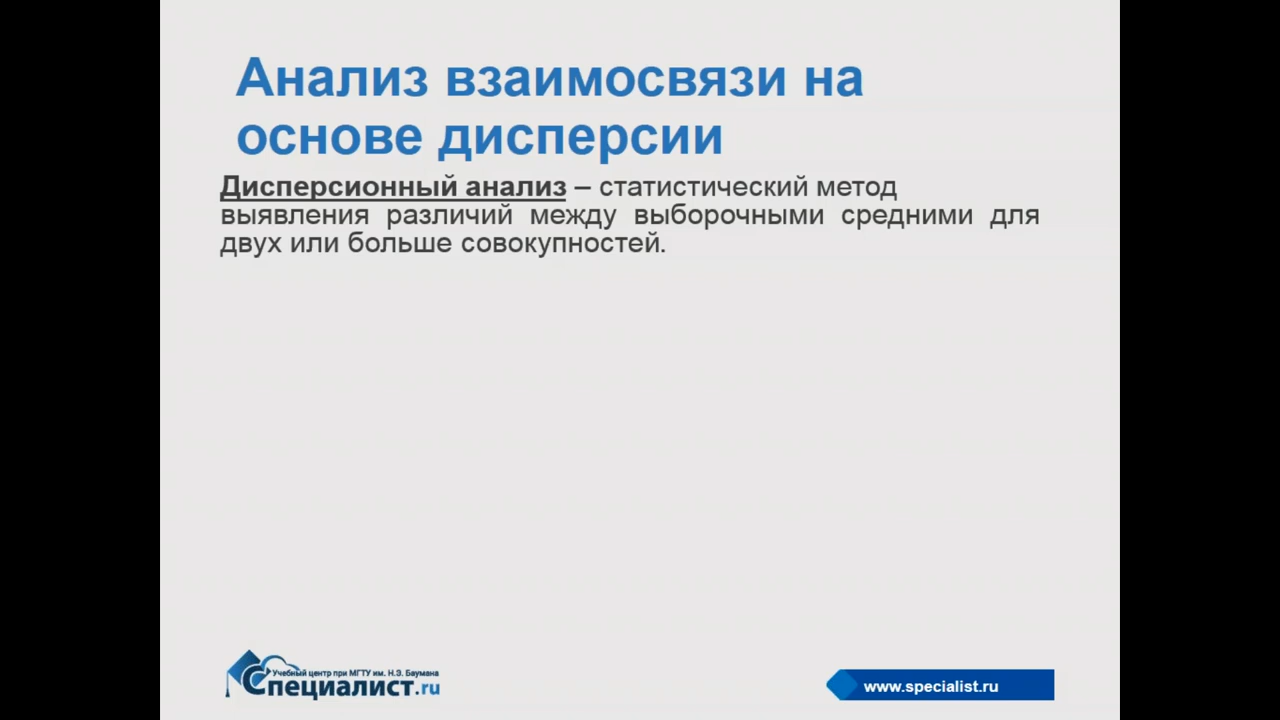 Анализ взаимосвязи на
основе дисперсии
Дисперсионный анализ – статистический метод
выявления различий между выборочными средними для
двух или больше совокупностей.
Учебный центр при МГТУ им. Н.Э. Баумана
Специалист.ru
www.specialist.ru